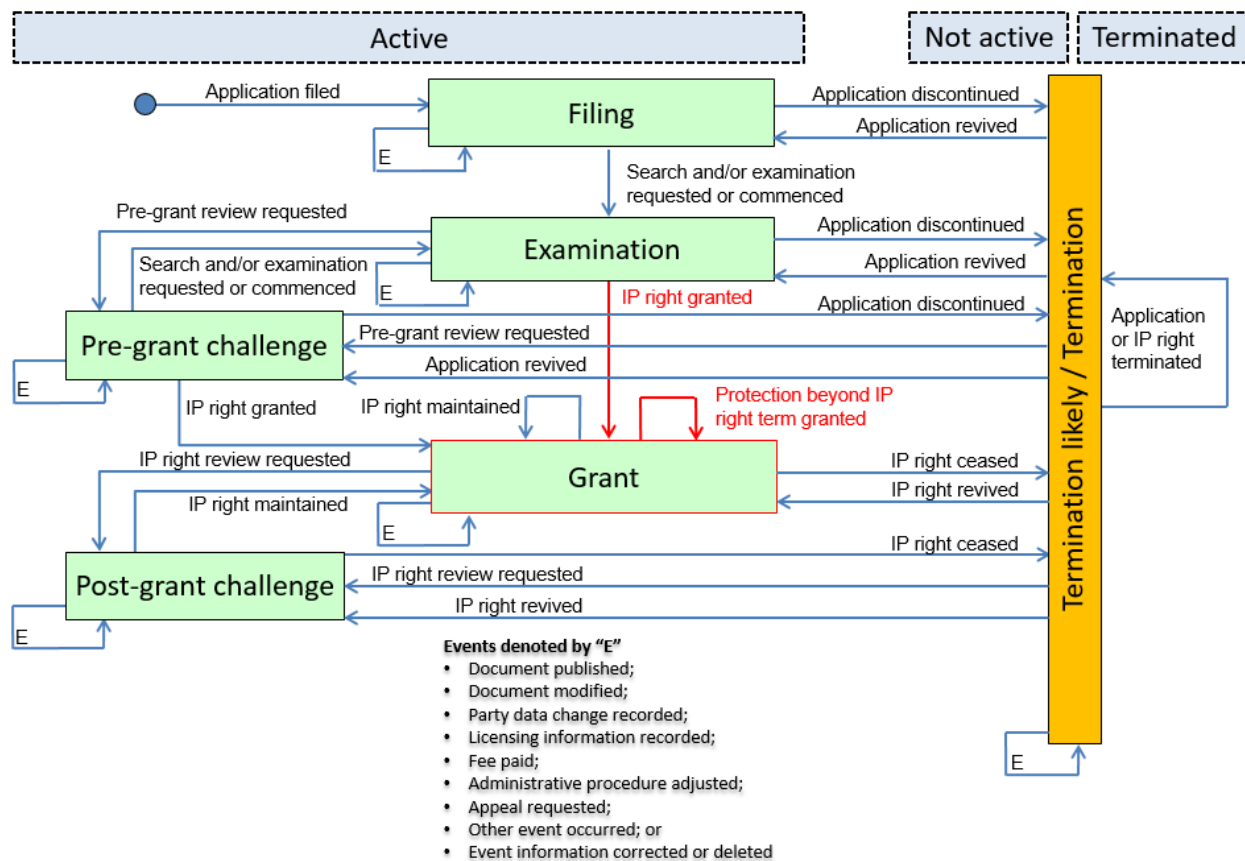 Active
Not active
Terminated
Application filed
Filing
Application discontinued
Application revived
E
Search and/or examination
requested or commenced
Pre-grant review requested
Examination
Application discontinued
Application revived
Search and/or examination
requested or commenced
E
IP right granted
Application discontinued
Pre-grant challenge
Pre-grant review requested
Application revived
E
Application
or IP right
terminated
Termination likely / Termination
IP right granted
IP right maintained
Protection beyond IP
right term granted
IP right review requested
Grant
IP right ceased
IP right revived
IP right maintained
E
IP right ceased
Post-grant challenge
IP right review requested
IP right revived
E
Events denoted by “E”
• Document published;
• Document modified;
• Party data change recorded;
• Licensing information recorded;
• Fee paid;
• Administrative procedure adjusted;
• Appeal requested;
• Other event occurred; or
• Event information corrected or deleted
E